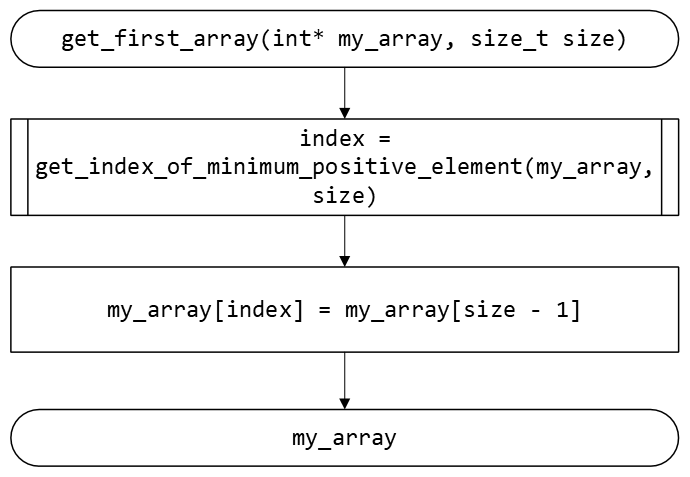 get_first_array(int* my_array, size_t size)
index =
get_index_of_minimum_positive_element(my_array,
size)
my_array[index] = my_array[size - 1]
my_array